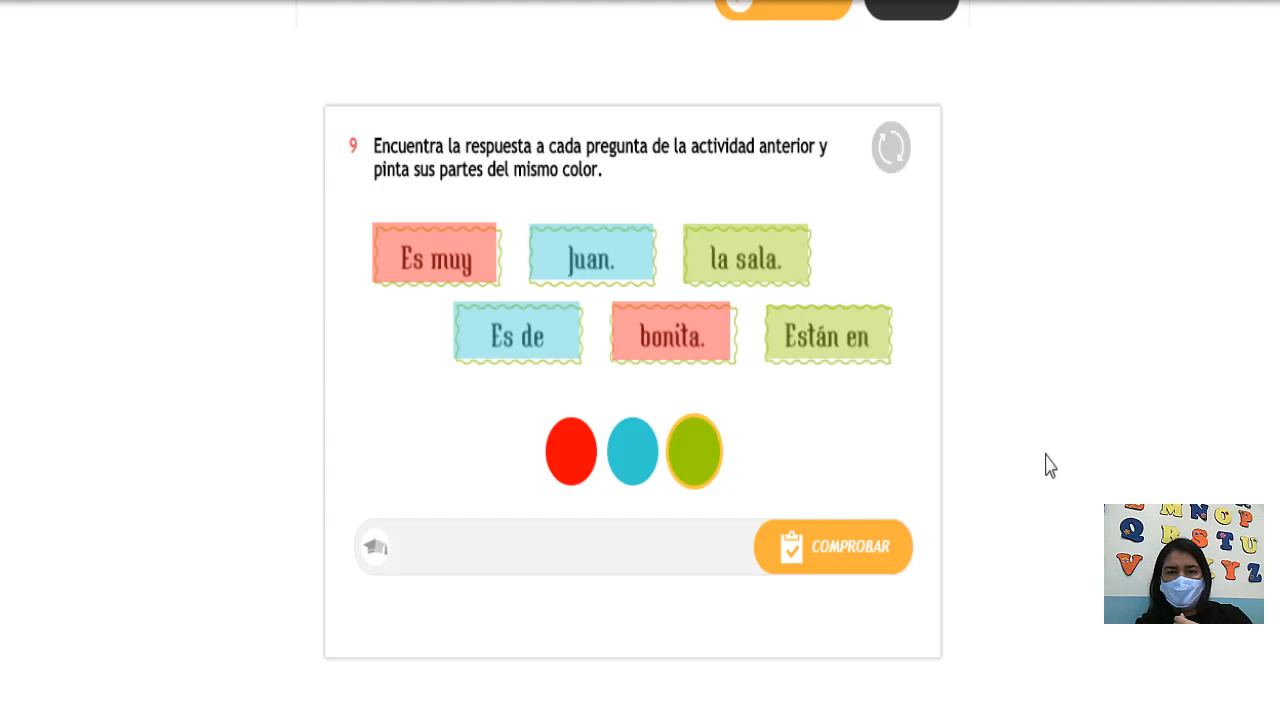 9 Encuentra la respuesta a cada pregunta de la actividad anterior y
pinta sus partes del mismo color.
Es muy Juan. la sala.
Es de bonita. Están en
COMPROBAR
M N O P
Q R S T U
V Y Z